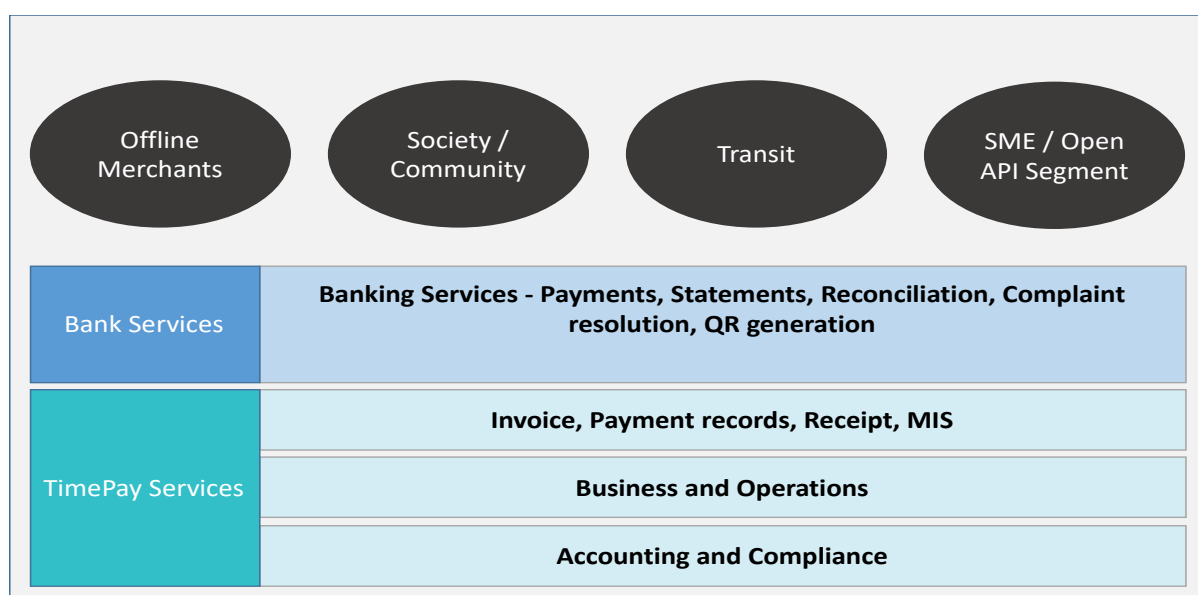 Offline
Merchants
Society /
Community
Transit
SME / Open
API Segment
Bank Services
Banking Services - Payments, Statements, Reconciliation, Complaint
resolution, QR generation
TimePay Services
Invoice, Payment records, Receipt, MIS
Business and Operations
Accounting and Compliance